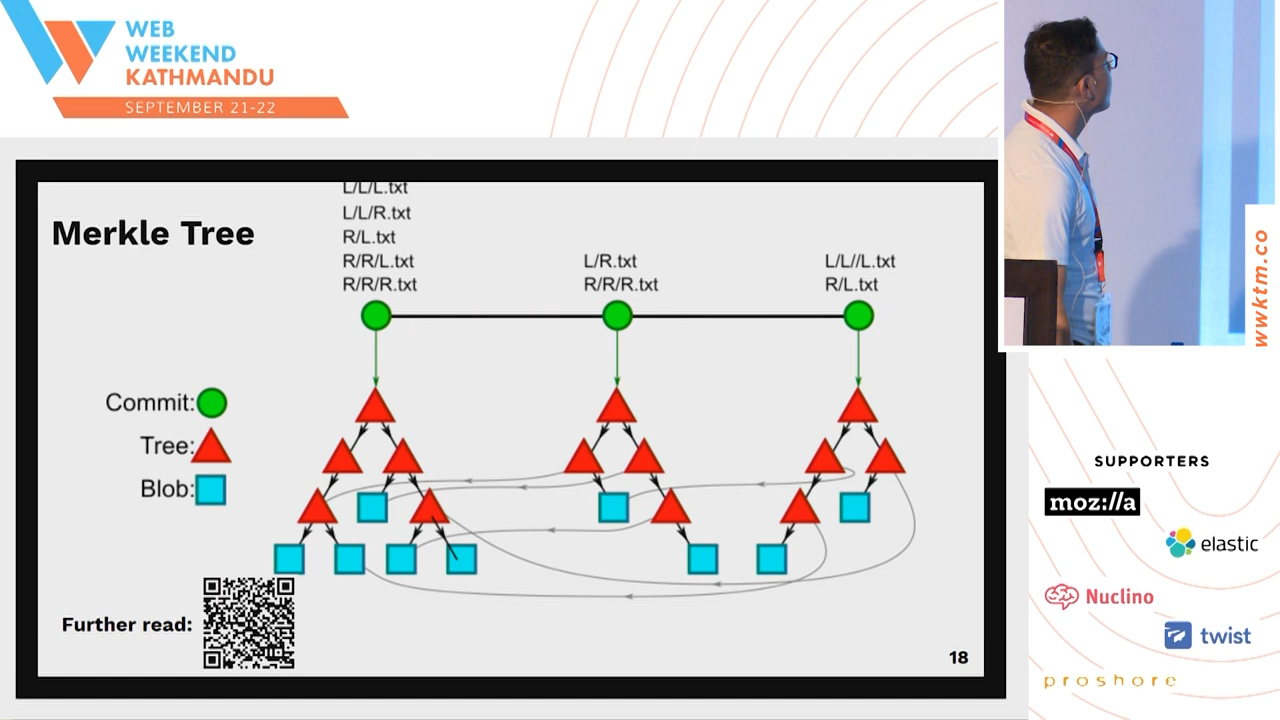 WEB
WEEKEND
KATHMANDU
SEPTEMBER 21-22
Merkle Tree
L/L/L.txt
L/L/R.txt
R/L.txt
R/R/L.txt
R/R/R.txt
L/R.txt
R/R/R.txt
L/L//L.txt
R/L.txt
Commit:
Tree:
Blob:
Further read:
18
wwktm.co
SUPPORTERS
moz://a
elastic
Nuclino
twist
proshore